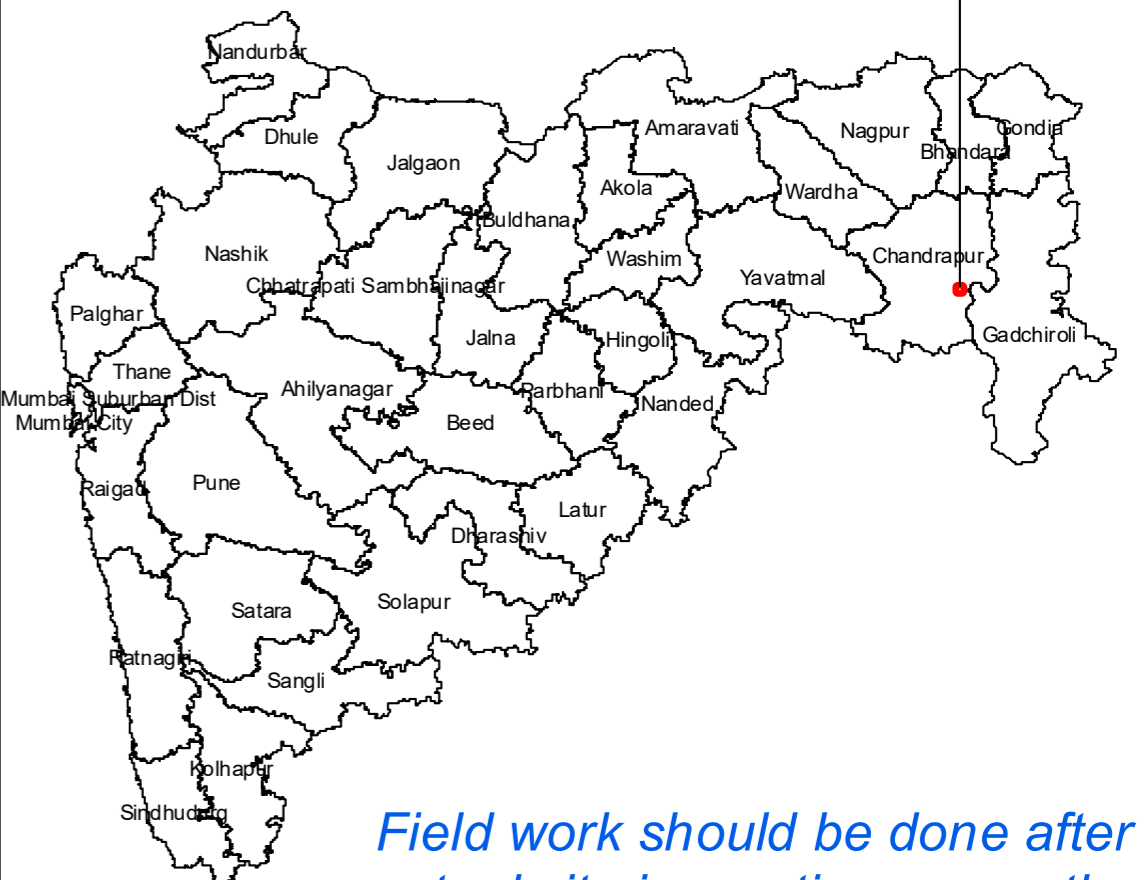 Nandurbar
Dhule
Jalgaon
Amaravati
Nagpur
Gondia
Bhandara
Akola
Wardha
Buldhana
Nashik
Washim
Chandrapur
Yavatmal
Chhatrapati Sambhajinagar
Palghar
Jalna
Hingoli
Gadchiroli
Thane
Ahilyanagar
Parbhani
Mumbai Suburban Dist
Nanded
Mumbai City
Beed
Raigad
Pune
Latur
Dharashiv
Solapur
Satara
Ratnagiri
Sangli
Kolhapur
Sindhudurg
Field work should be done after